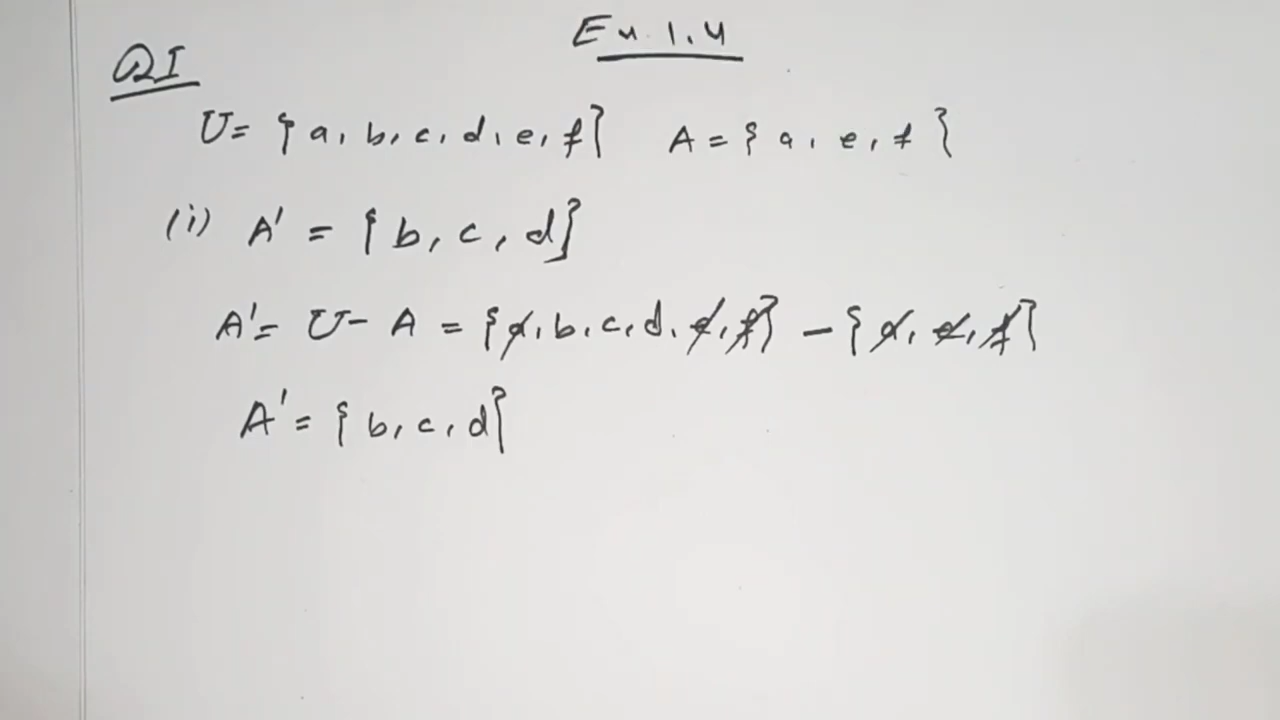 Ex 1.4
Q1
U = {a, b, c, d, e, f} A = {a, e, f}
(i) A' = {b, c, d}
A' = U - A = {a, b, c, d, e, f} - {a, e, f}
A' = {b, c, d}